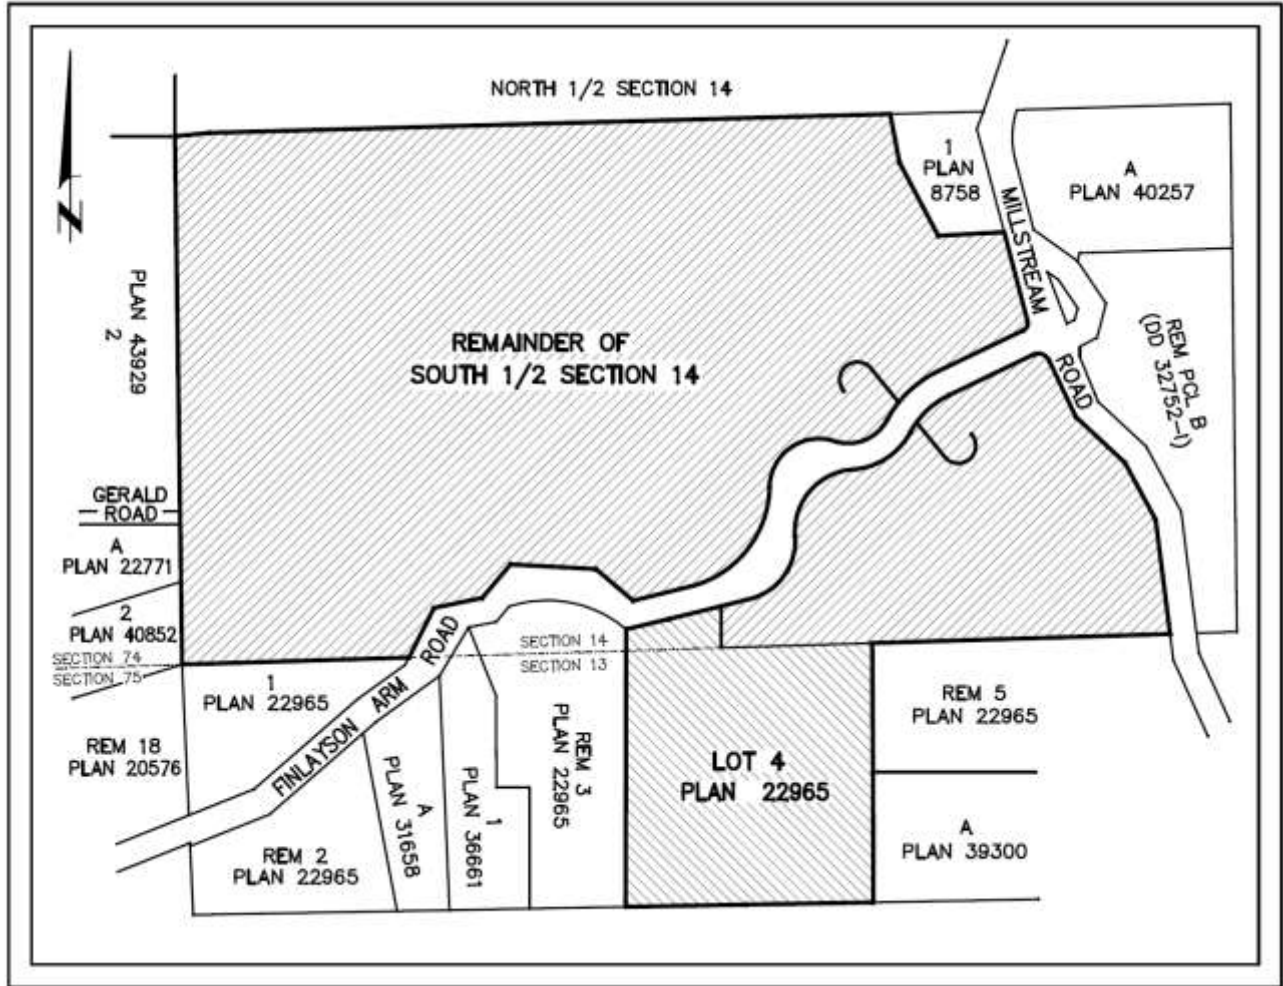 NORTH 1/2 SECTION 14
1
PLAN
8758
A
PLAN 40257
MILLSTREAM
ROAD
REM PCL B
(DD 32752-I)
N
PLAN 43929
2
REMAINDER OF
SOUTH 1/2 SECTION 14
GERALD
ROAD
A
PLAN 22771
2
PLAN 40852
SECTION 74
SECTION 75
SECTION 14
SECTION 13
1
PLAN 22965
FINLAYSON ARM ROAD
REM 18
PLAN 20576
REM 2
PLAN 22965
A
PLAN 31658
1
PLAN 36661
REM 3
PLAN 22965
LOT 4
PLAN 22965
REM 5
PLAN 22965
A
PLAN 39300